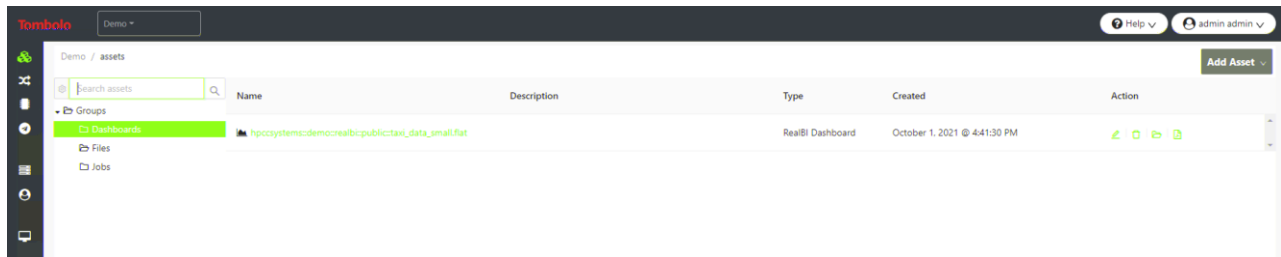 Tombolo Demo Help admin admin
Demo / assets Add Asset
Search assets
Name Description Type Created Action
Groups
Dashboards
hpccsystems::demo::realbi::public::taxi_data_small.flat RealBI Dashboard October 1, 2021 @ 4:41:30 PM
Files
Jobs